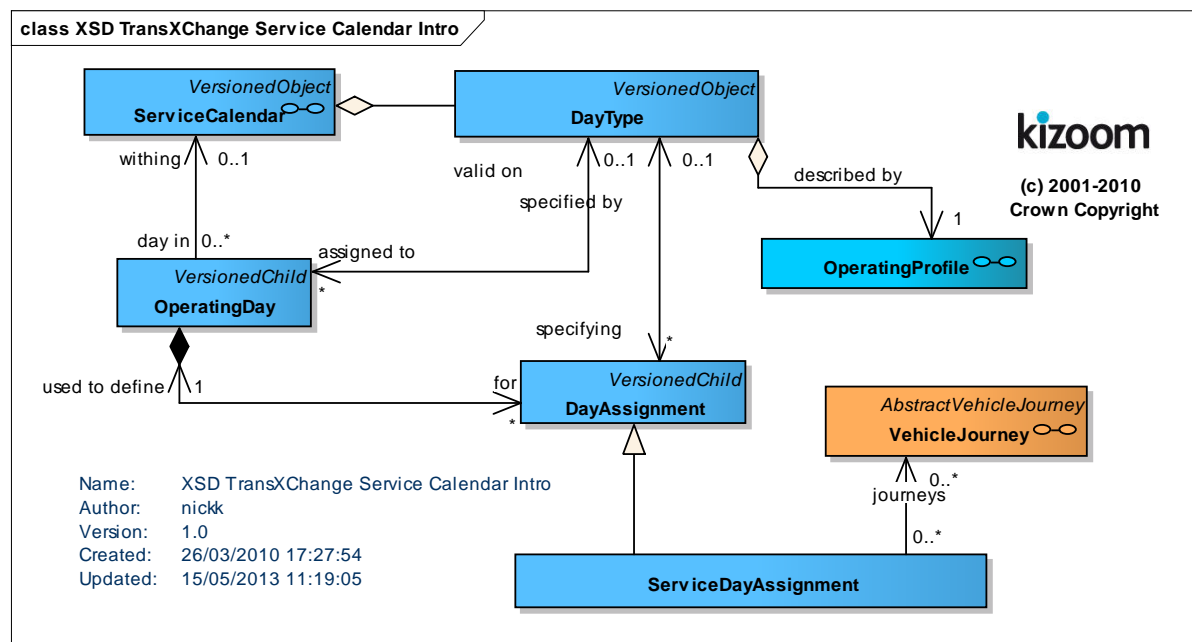 class XSD TransXChange Service Calendar Intro
VersionedObject
ServiceCalendar
VersionedObject
DayType
kizoom
(c) 2001-2010
Crown Copyright
withing
0..1
valid on
0..1
0..1
specified by
described by
1
OperatingProfile
day in
0..*
assigned to
*
VersionedChild
OperatingDay
specifying
*
used to define
1
for
*
VersionedChild
DayAssignment
AbstractVehicleJourney
VehicleJourney
0..*
journeys
0..*
ServiceDayAssignment
Name: XSD TransXChange Service Calendar Intro
Author: nickk
Version: 1.0
Created: 26/03/2010 17:27:54
Updated: 15/05/2013 11:19:05